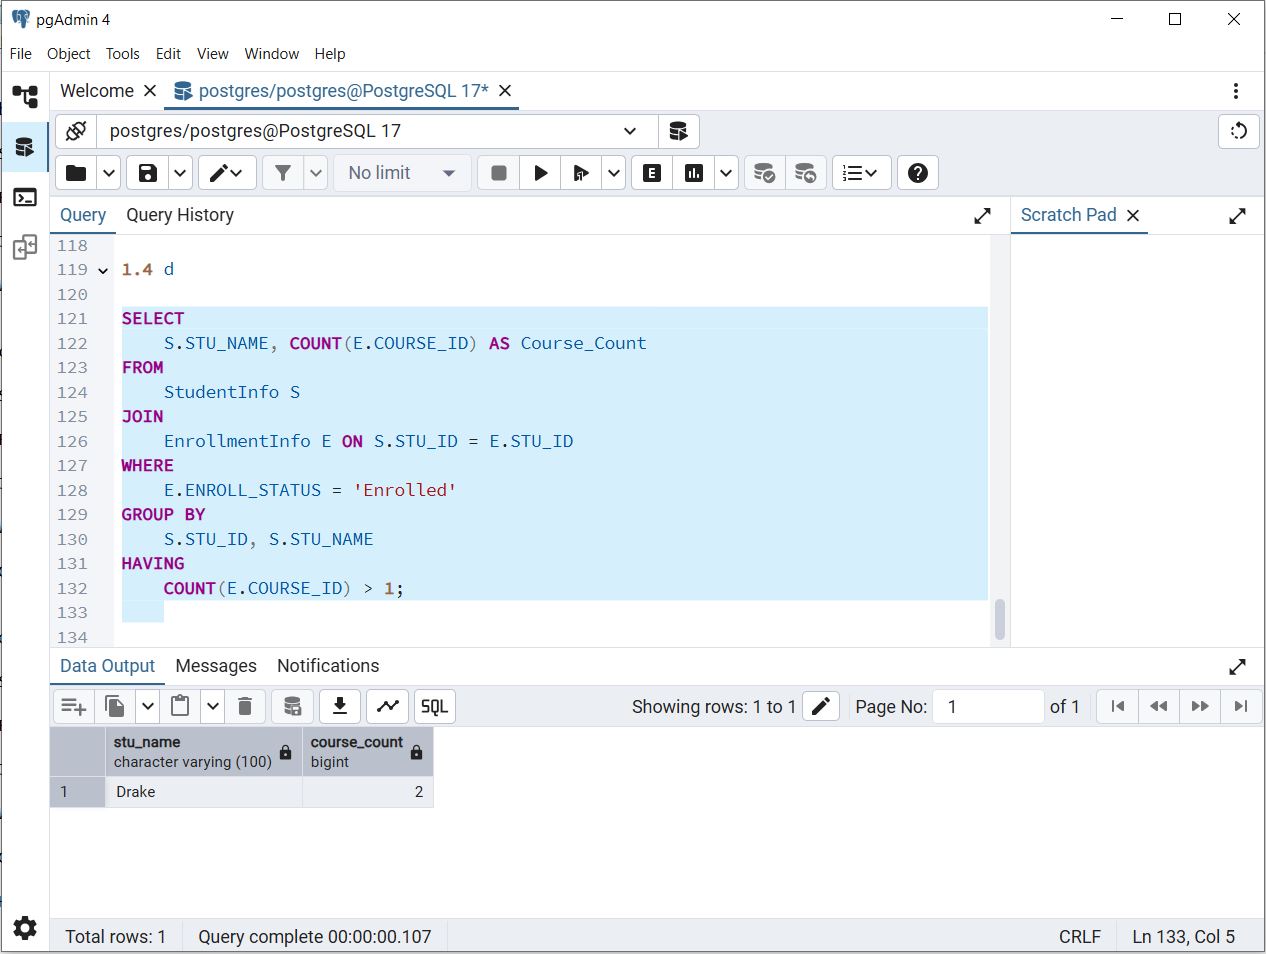 pgAdmin 4
File Object Tools Edit View Window Help
Welcome postgres/postgres@PostgreSQL 17*
postgres/postgres@PostgreSQL 17
No limit E
Query Query History Scratch Pad
118
119 1.4 d
120
121 SELECT
122 S.STU_NAME, COUNT(E.COURSE_ID) AS Course_Count
123 FROM
124 StudentInfo S
125 JOIN
126 EnrollmentInfo E ON S.STU_ID = E.STU_ID
127 WHERE
128 E.ENROLL_STATUS = 'Enrolled'
129 GROUP BY
130 S.STU_ID, S.STU_NAME
131 HAVING
132 COUNT(E.COURSE_ID) > 1;
133
134
Data Output Messages Notifications
SQL Showing rows: 1 to 1 Page No: 1 of 1
stu_name course_count
character varying (100) bigint
1 Drake 2
Total rows: 1 Query complete 00:00:00.107 CRLF Ln 133, Col 5